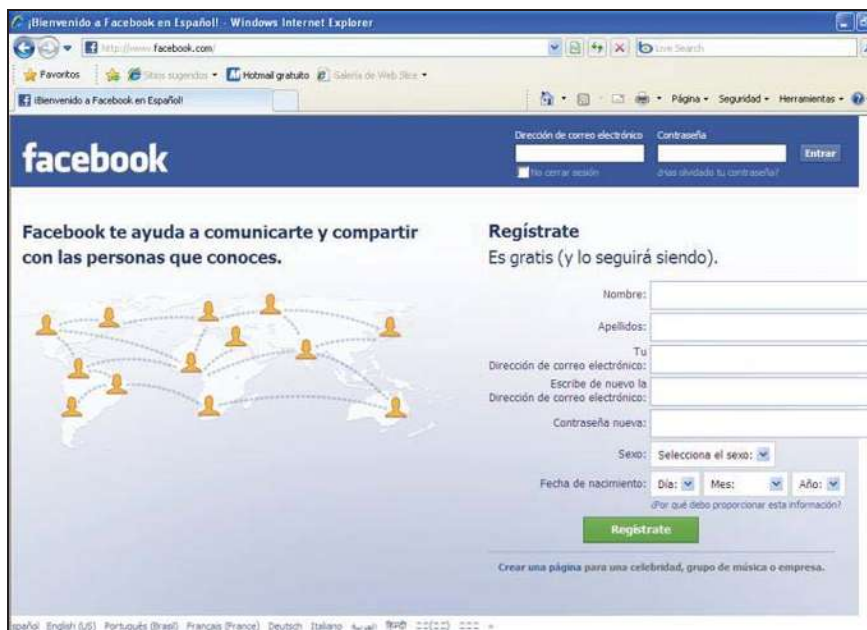 ¡Bienvenido a Facebook en Español! - Windows Internet Explorer
http://www.facebook.com/
Live Search
Favoritos Sitios sugeridos Hotmail gratuito Galería de Web Slice
¡Bienvenido a Facebook en Español!
Página Seguridad Herramientas
facebook
Dirección de correo electrónico Contraseña
Entrar
No cerrar sesión ¿Has olvidado tu contraseña?
Facebook te ayuda a comunicarte y compartir
con las personas que conoces.
Regístrate
Es gratis (y lo seguirá siendo).
Nombre:
Apellidos:
Tu
Dirección de correo electrónico:
Escribe de nuevo la
Dirección de correo electrónico:
Contraseña nueva:
Sexo: Selecciona el sexo:
Fecha de nacimiento: Día: Mes: Año:
¿Por qué debo proporcionar esta información?
Regístrate
Crear una página para una celebridad, grupo de música o empresa.
spañol English (US) Português (Brasil) Français (France) Deutsch Italiano العربية हिन्दी »